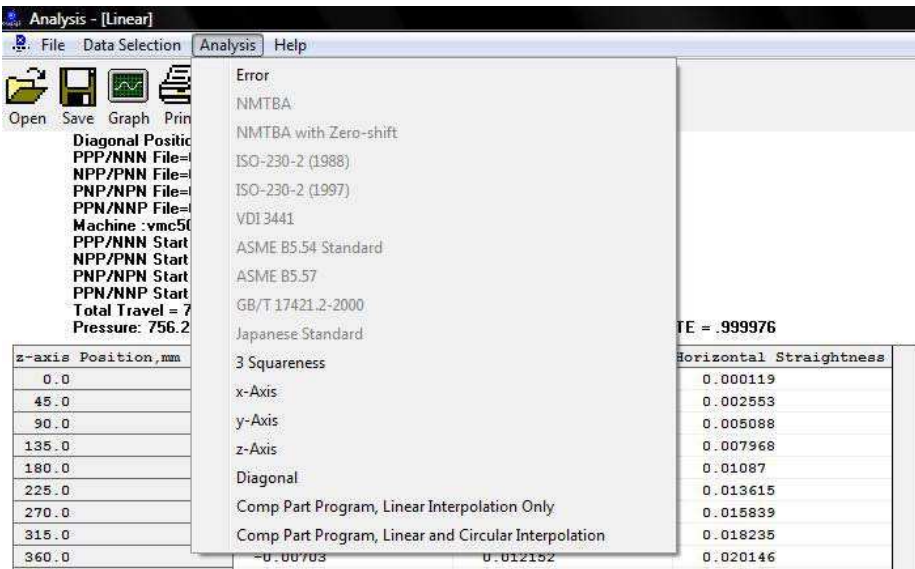 Analysis - [Linear]
File Data Selection Analysis Help
Open Save Graph
Error
NMTBA
NMTBA with Zero-shift
ISO-230-2 (1988)
ISO-230-2 (1997)
VDI 3441
ASME B5.54 Standard
ASME B5.57
GB/T 17421.2-2000
Japanese Standard
3 Squareness
x-Axis
y-Axis
z-Axis
Diagonal
Comp Part Program, Linear Interpolation Only
Comp Part Program, Linear and Circular Interpolation
Diagonal
PPP/NNN File=
NPP/PNN File=
PNP/NPN File=
PPN/NNP File=
Machine :vmc50
PPP/NNN Start
NPP/PNN Start
PNP/NPN Start
PPN/NNP Start
Total Travel = 7
Pressure: 756.2 TE = .999976
z-axis Position,mm Horizontal Straightness
0.0 0.000119
45.0 0.002553
90.0 0.005088
135.0 0.007968
180.0 0.01087
225.0 0.013615
270.0 0.015839
315.0 0.018235
360.0 -0.00703 0.012152 0.020146